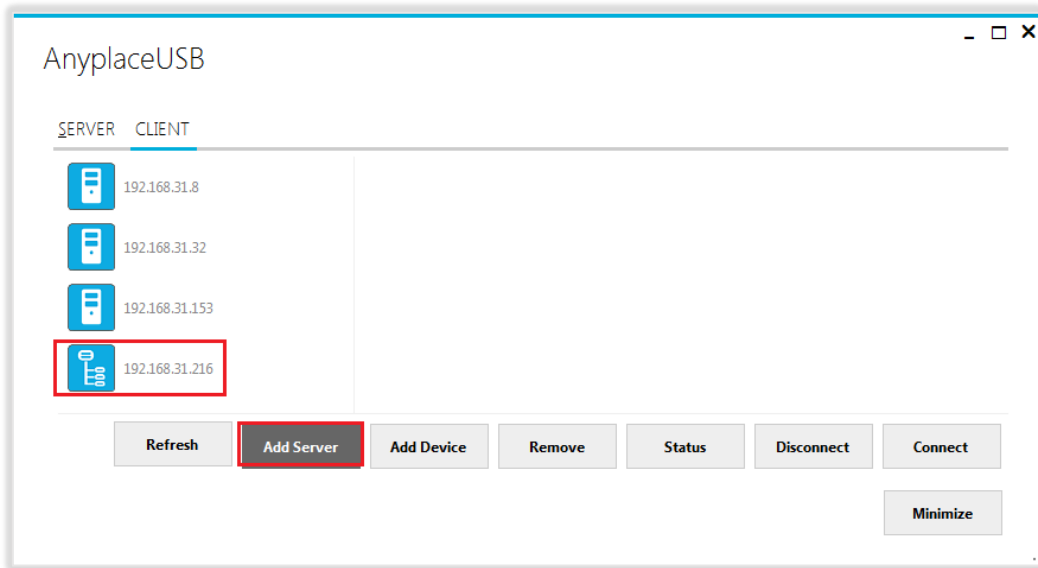 AnyplaceUSB
SERVER CLIENT
192.168.31.8
192.168.31.32
192.168.31.153
192.168.31.216
Refresh Add Server Add Device Remove Status Disconnect Connect
Minimize